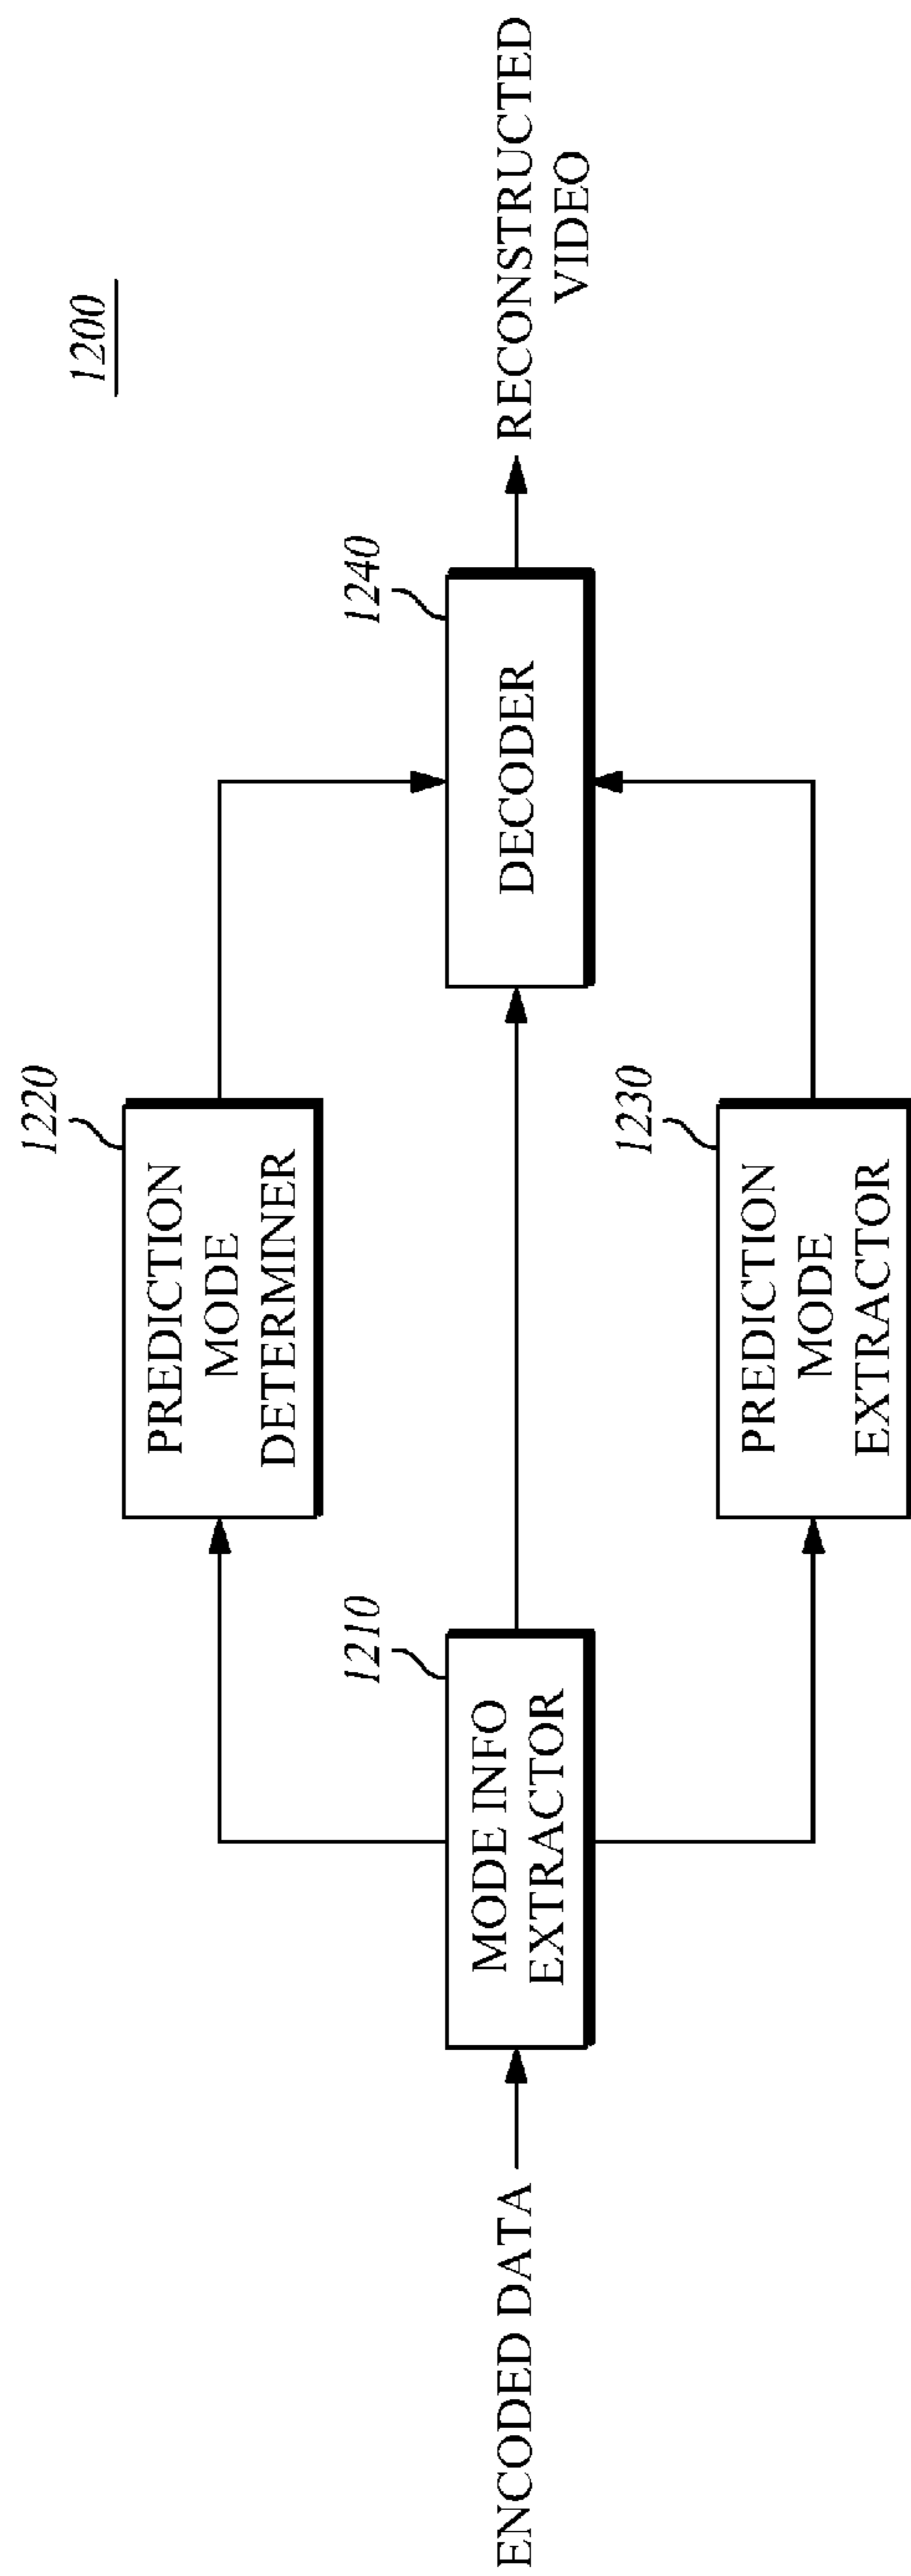 1200
1220
PREDICTION
MODE
DETERMINER
ENCODED DATA
1210
MODE INFO
EXTRACTOR
1240
DECODER
RECONSTRUCTED
VIDEO
1230
PREDICTION
MODE
EXTRACTOR